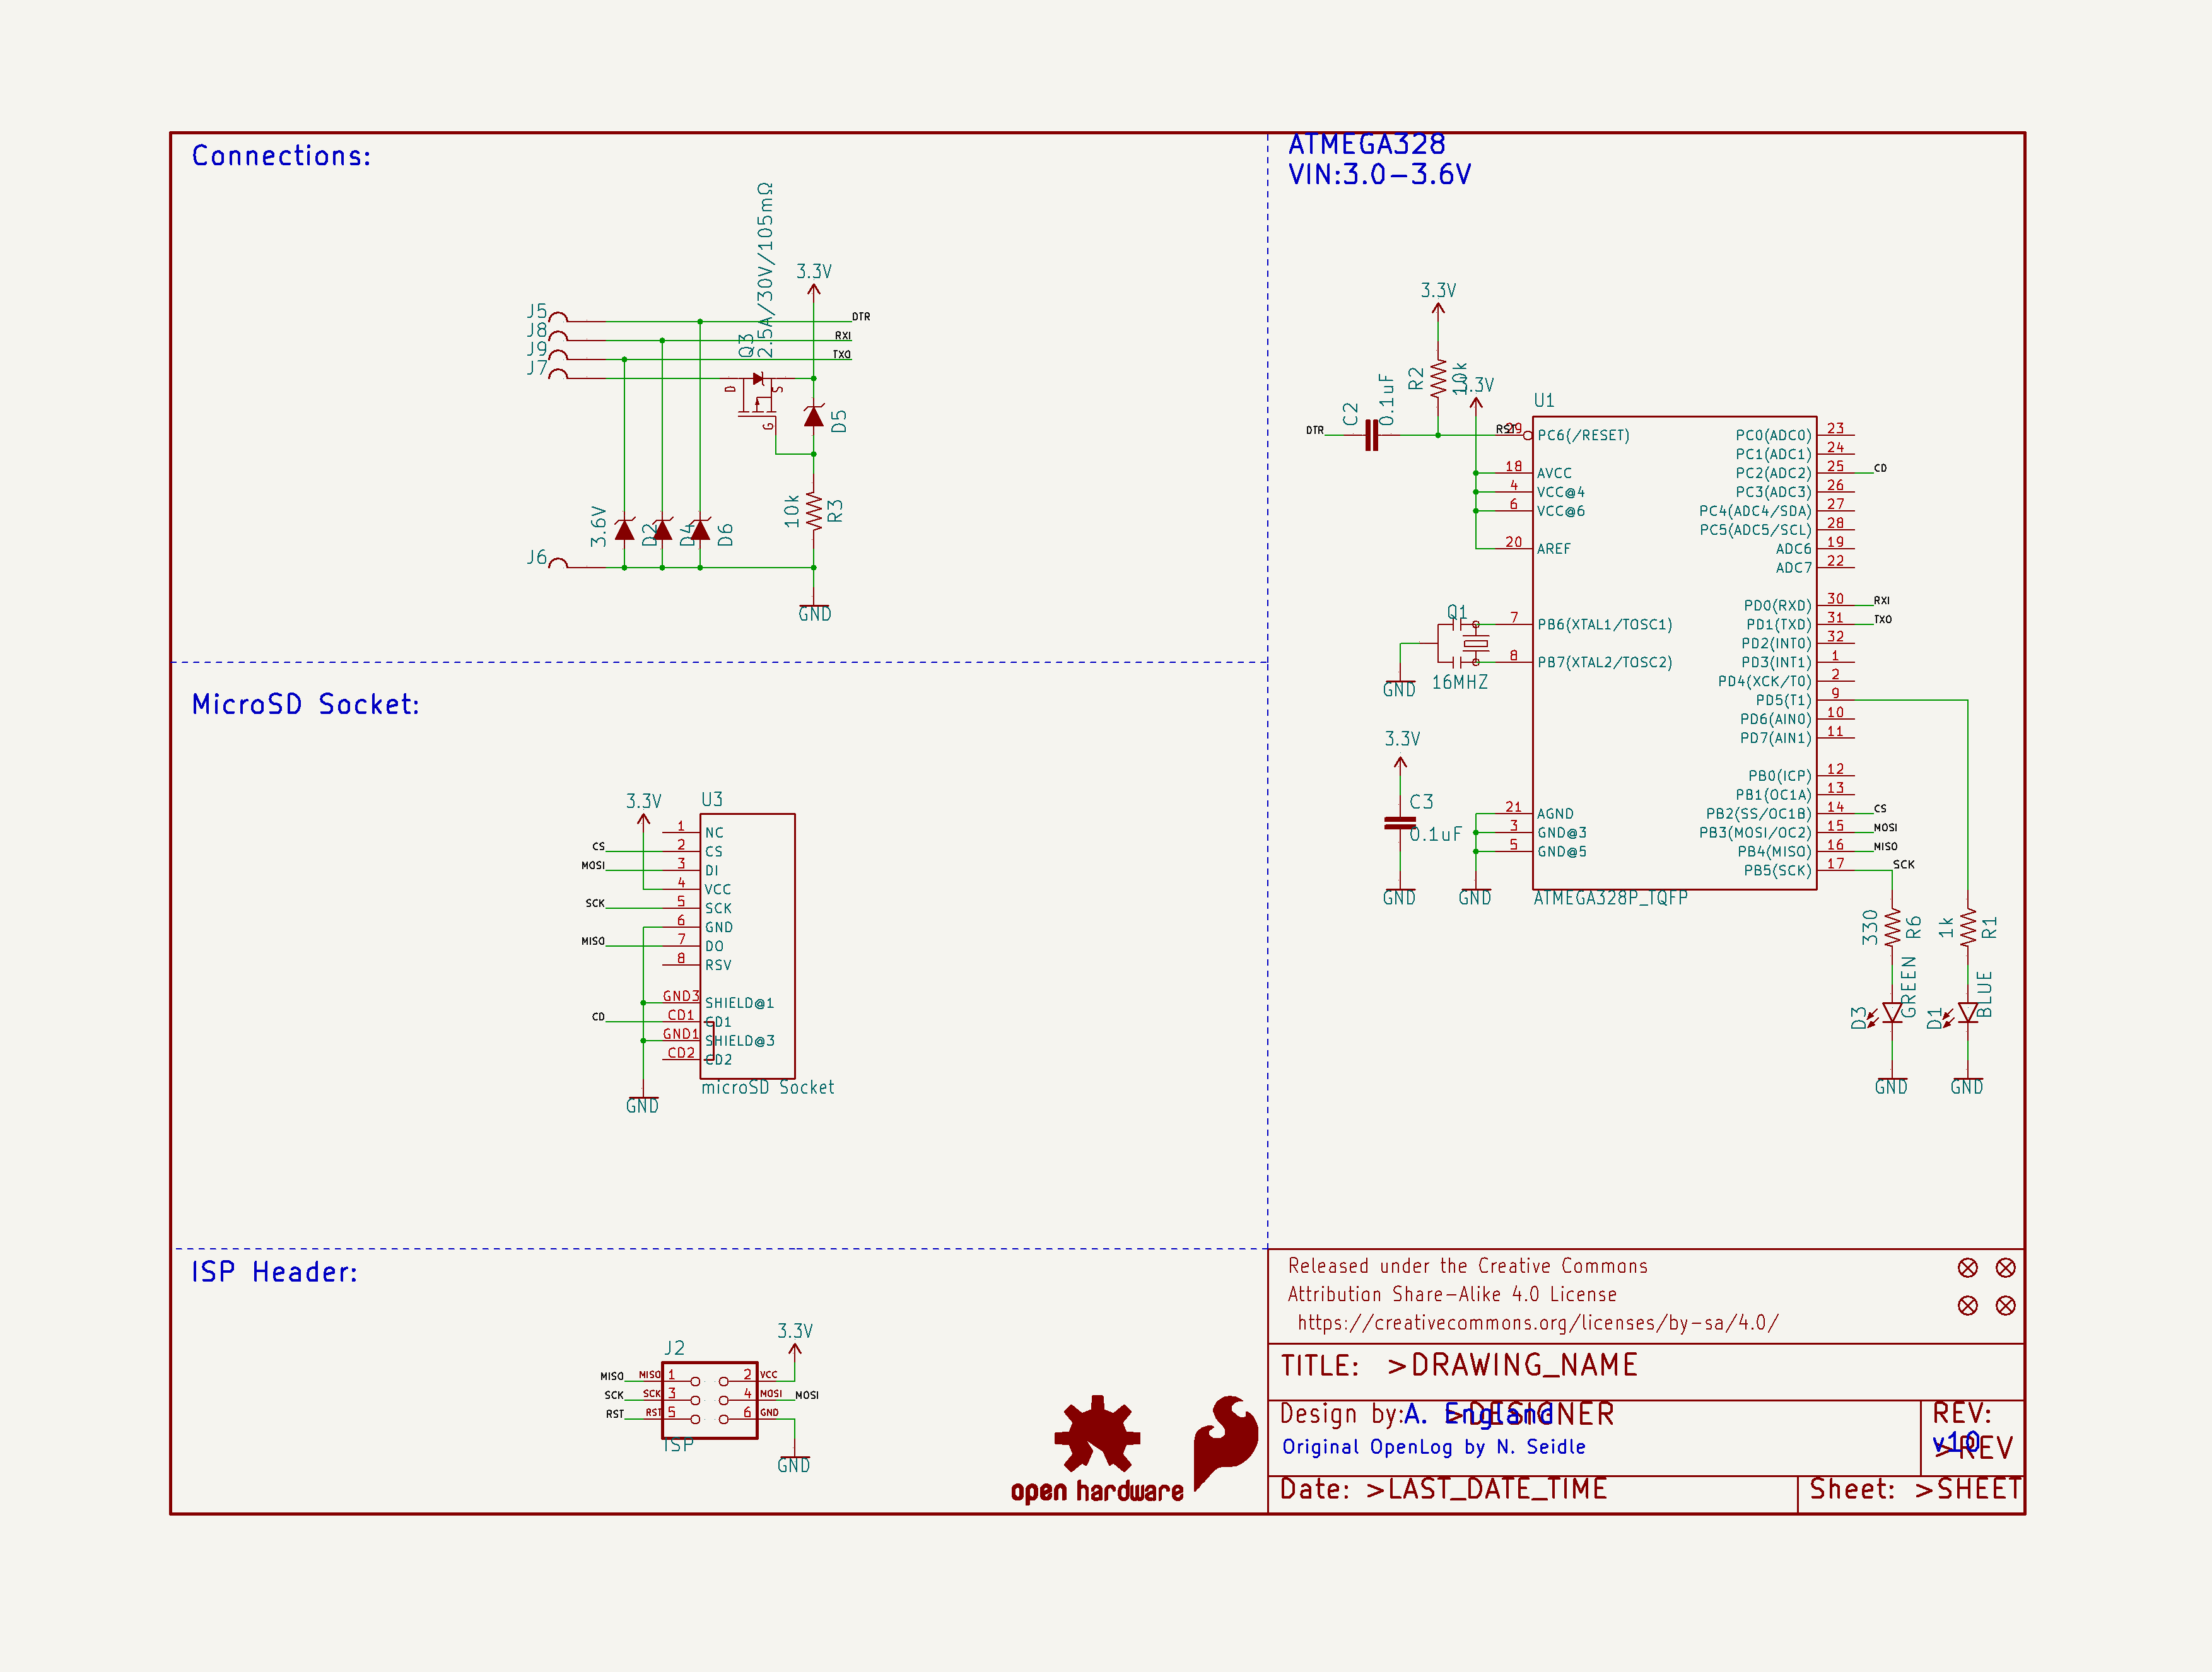 Connections:
2.5A/30V/105mΩ
Q3
3.3V
J5
DTR
J8
RXI
J9
TXO
J7
D
S
G
D5
10k
R3
3.6V
D2
D4
D6
J6
GND
MicroSD Socket:
U3
3.3V
1 NC
CS 2 CS
MOSI 3 DI
4 VCC
SCK 5 SCK
6 GND
MISO 7 DO
8 RSV
GND3 SHIELD@1
CD CD1 CD1
GND1 SHIELD@3
CD2 CD2
microSD Socket
GND
ISP Header:
J2
3.3V
MISO MISO 1 2 VCC
SCK SCK 3 4 MOSI MOSI
RST RST 5 6 GND
ISP
GND
open hardware
ATMEGA328
VIN:3.0-3.6V
3.3V
R2
10k
3.3V
C2
0.1uF
DTR
RST
U1
29 PC6(/RESET)
18 AVCC
4 VCC@4
6 VCC@6
20 AREF
Q1
7 PB6(XTAL1/TOSC1)
8 PB7(XTAL2/TOSC2)
16MHZ
GND
3.3V
C3
0.1uF
GND
21 AGND
3 GND@3
5 GND@5
GND
ATMEGA328P_TQFP
PC0(ADC0) 23
PC1(ADC1) 24
PC2(ADC2) 25 CD
PC3(ADC3) 26
PC4(ADC4/SDA) 27
PC5(ADC5/SCL) 28
ADC6 19
ADC7 22
PD0(RXD) 30 RXI
PD1(TXD) 31 TXO
PD2(INT0) 32
PD3(INT1) 1
PD4(XCK/T0) 2
PD5(T1) 9
PD6(AIN0) 10
PD7(AIN1) 11
PB0(ICP) 12
PB1(OC1A) 13
PB2(SS/OC1B) 14 CS
PB3(MOSI/OC2) 15 MOSI
PB4(MISO) 16 MISO
PB5(SCK) 17 SCK
330
R6
1k
R1
GREEN
BLUE
D3
D1
GND
GND
Released under the Creative Commons
Attribution Share-Alike 4.0 License
https://creativecommons.org/licenses/by-sa/4.0/
TITLE: >DRAWING_NAME
Design by: A. England
>DESIGNER
Original OpenLog by N. Seidle
REV:
v10
>REV
Date: >LAST_DATE_TIME
Sheet: >SHEET